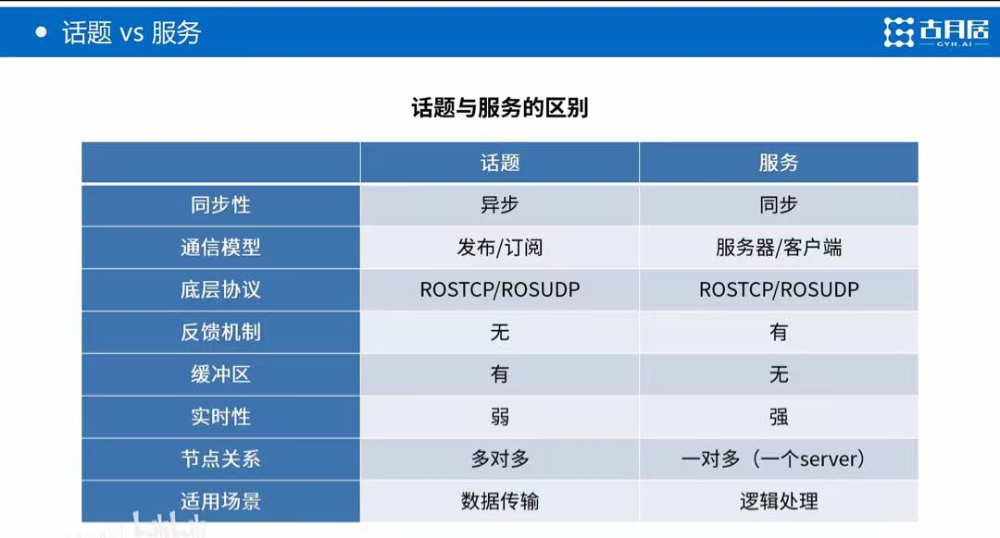 话题 vs 服务
古月居
GYH.AI
话题与服务的区别
话题 服务
同步性 异步 同步
通信模型 发布/订阅 服务器/客户端
底层协议 ROSTCP/ROSUDP ROSTCP/ROSUDP
反馈机制 无 有
缓冲区 有 无
实时性 弱 强
节点关系 多对多 一对多（一个server）
适用场景 数据传输 逻辑处理
bilibili